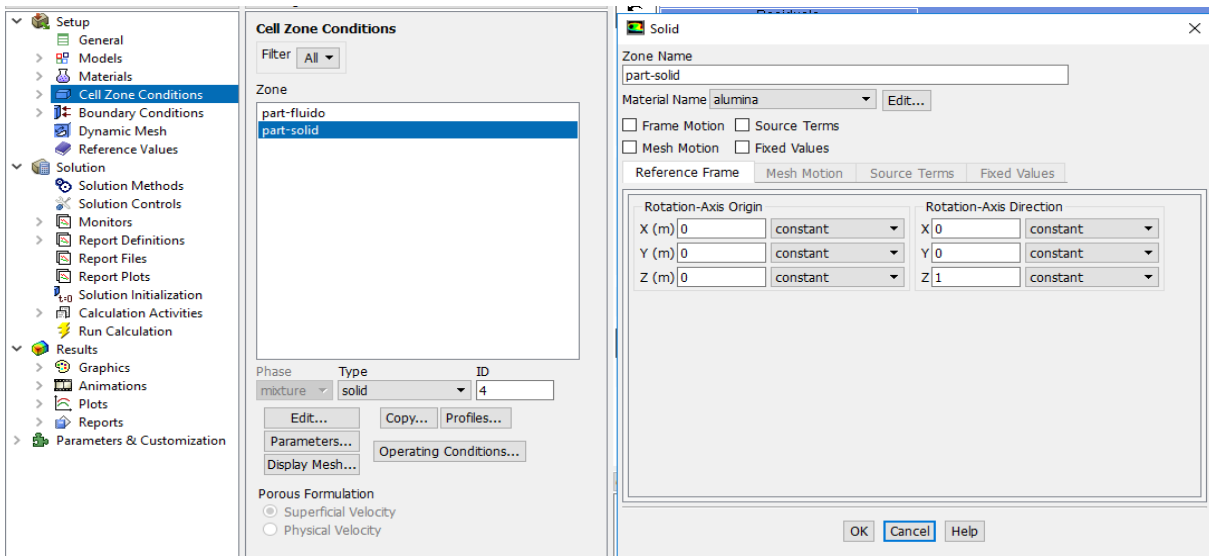 Setup
General
Models
Materials
Cell Zone Conditions
Boundary Conditions
Dynamic Mesh
Reference Values
Solution
Solution Methods
Solution Controls
Monitors
Report Definitions
Report Files
Report Plots
t=0 Solution Initialization
Calculation Activities
Run Calculation
Results
Graphics
Animations
Plots
Reports
Parameters & Customization
Cell Zone Conditions
Filter All
Zone
part-fluido
part-solid
Phase Type ID
mixture solid 4
Edit... Copy... Profiles...
Parameters... Operating Conditions...
Display Mesh...
Porous Formulation
Superficial Velocity
Physical Velocity
Solid
Zone Name
part-solid
Material Name alumina Edit...
Frame Motion Source Terms
Mesh Motion Fixed Values
Reference Frame Mesh Motion Source Terms Fixed Values
Rotation-Axis Origin Rotation-Axis Direction
X (m) 0 constant X 0 constant
Y (m) 0 constant Y 0 constant
Z (m) 0 constant Z 1 constant
OK Cancel Help